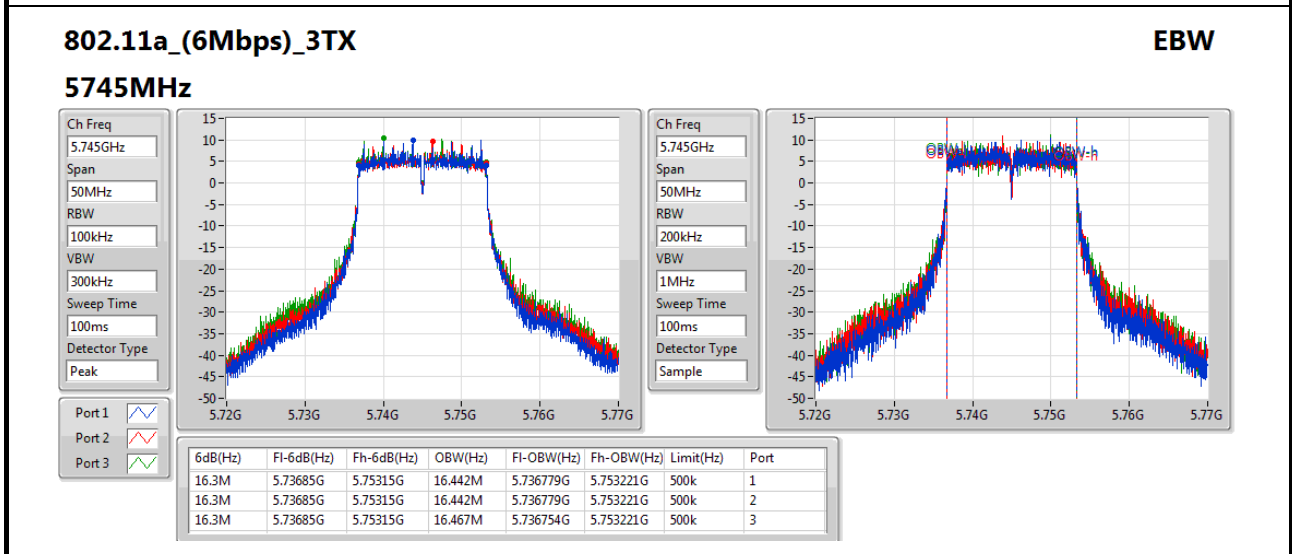 802.11a_(6Mbps)_3TX EBW
5745MHz
Ch Freq
5.745GHz
Span
50MHz
RBW
100kHz
VBW
300kHz
Sweep Time
100ms
Detector Type
Peak
15
10
5
0
-5
-10
-15
-20
-25
-30
-35
-40
-45
-50
5.72G 5.73G 5.74G 5.75G 5.76G 5.77G
Ch Freq
5.745GHz
Span
50MHz
RBW
200kHz
VBW
1MHz
Sweep Time
100ms
Detector Type
Sample
15
10
5
0
-5
-10
-15
-20
-25
-30
-35
-40
-45
-50
OBW-h
5.72G 5.73G 5.74G 5.75G 5.76G 5.77G
Port 1
Port 2
Port 3
6dB(Hz) Fl-6dB(Hz) Fh-6dB(Hz) OBW(Hz) Fl-OBW(Hz) Fh-OBW(Hz) Limit(Hz) Port
16.3M 5.73685G 5.75315G 16.442M 5.736779G 5.753221G 500k 1
16.3M 5.73685G 5.75315G 16.442M 5.736779G 5.753221G 500k 2
16.3M 5.73685G 5.75315G 16.467M 5.736754G 5.753221G 500k 3